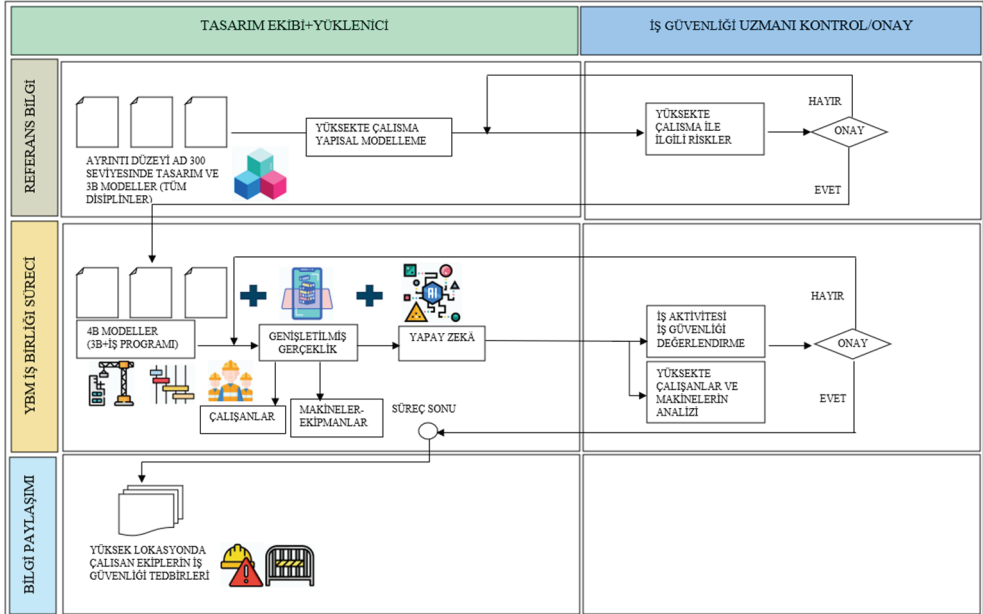 TASARIM EKİBİ+YÜKLENİCİ
İŞ GÜVENLİĞİ UZMANI KONTROL/ONAY
REFERANS BİLGİ
AYRINTI DÜZEYİ AD 300
SEVİYESINDE TASARIM VE
3B MODELLER (TÜM
DİSİPLİNLER)
YÜKSEKTE ÇALIŞMA
YAPISAL MODELLEME
YÜKSEKTE
ÇALIŞMA İLE
İLGİLİ RİSKLER
HAYIR
ONAY
EVET
YBM İŞ BİRLİĞİ SÜRECİ
4B MODELLER
(3B+İŞ PROGRAMI)
GENİŞLETİLMİŞ
GERÇEKLİK
AI
YAPAY ZEKÂ
ÇALIŞANLAR
MAKİNELER-
EKİPMANLAR
SÜREÇ SONU
İŞ AKTİVİTESİ
İŞ GÜVENLİĞİ
DEĞERLENDİRME
YÜKSEKTE
ÇALIŞANLAR VE
MAKİNELERİN
ANALİZİ
HAYIR
ONAY
EVET
BİLGİ PAYLAŞIMI
YÜKSEK LOKASYONDA
ÇALIŞAN EKİPLERİN İŞ
GÜVENLİĞİ TEDBİRLERİ